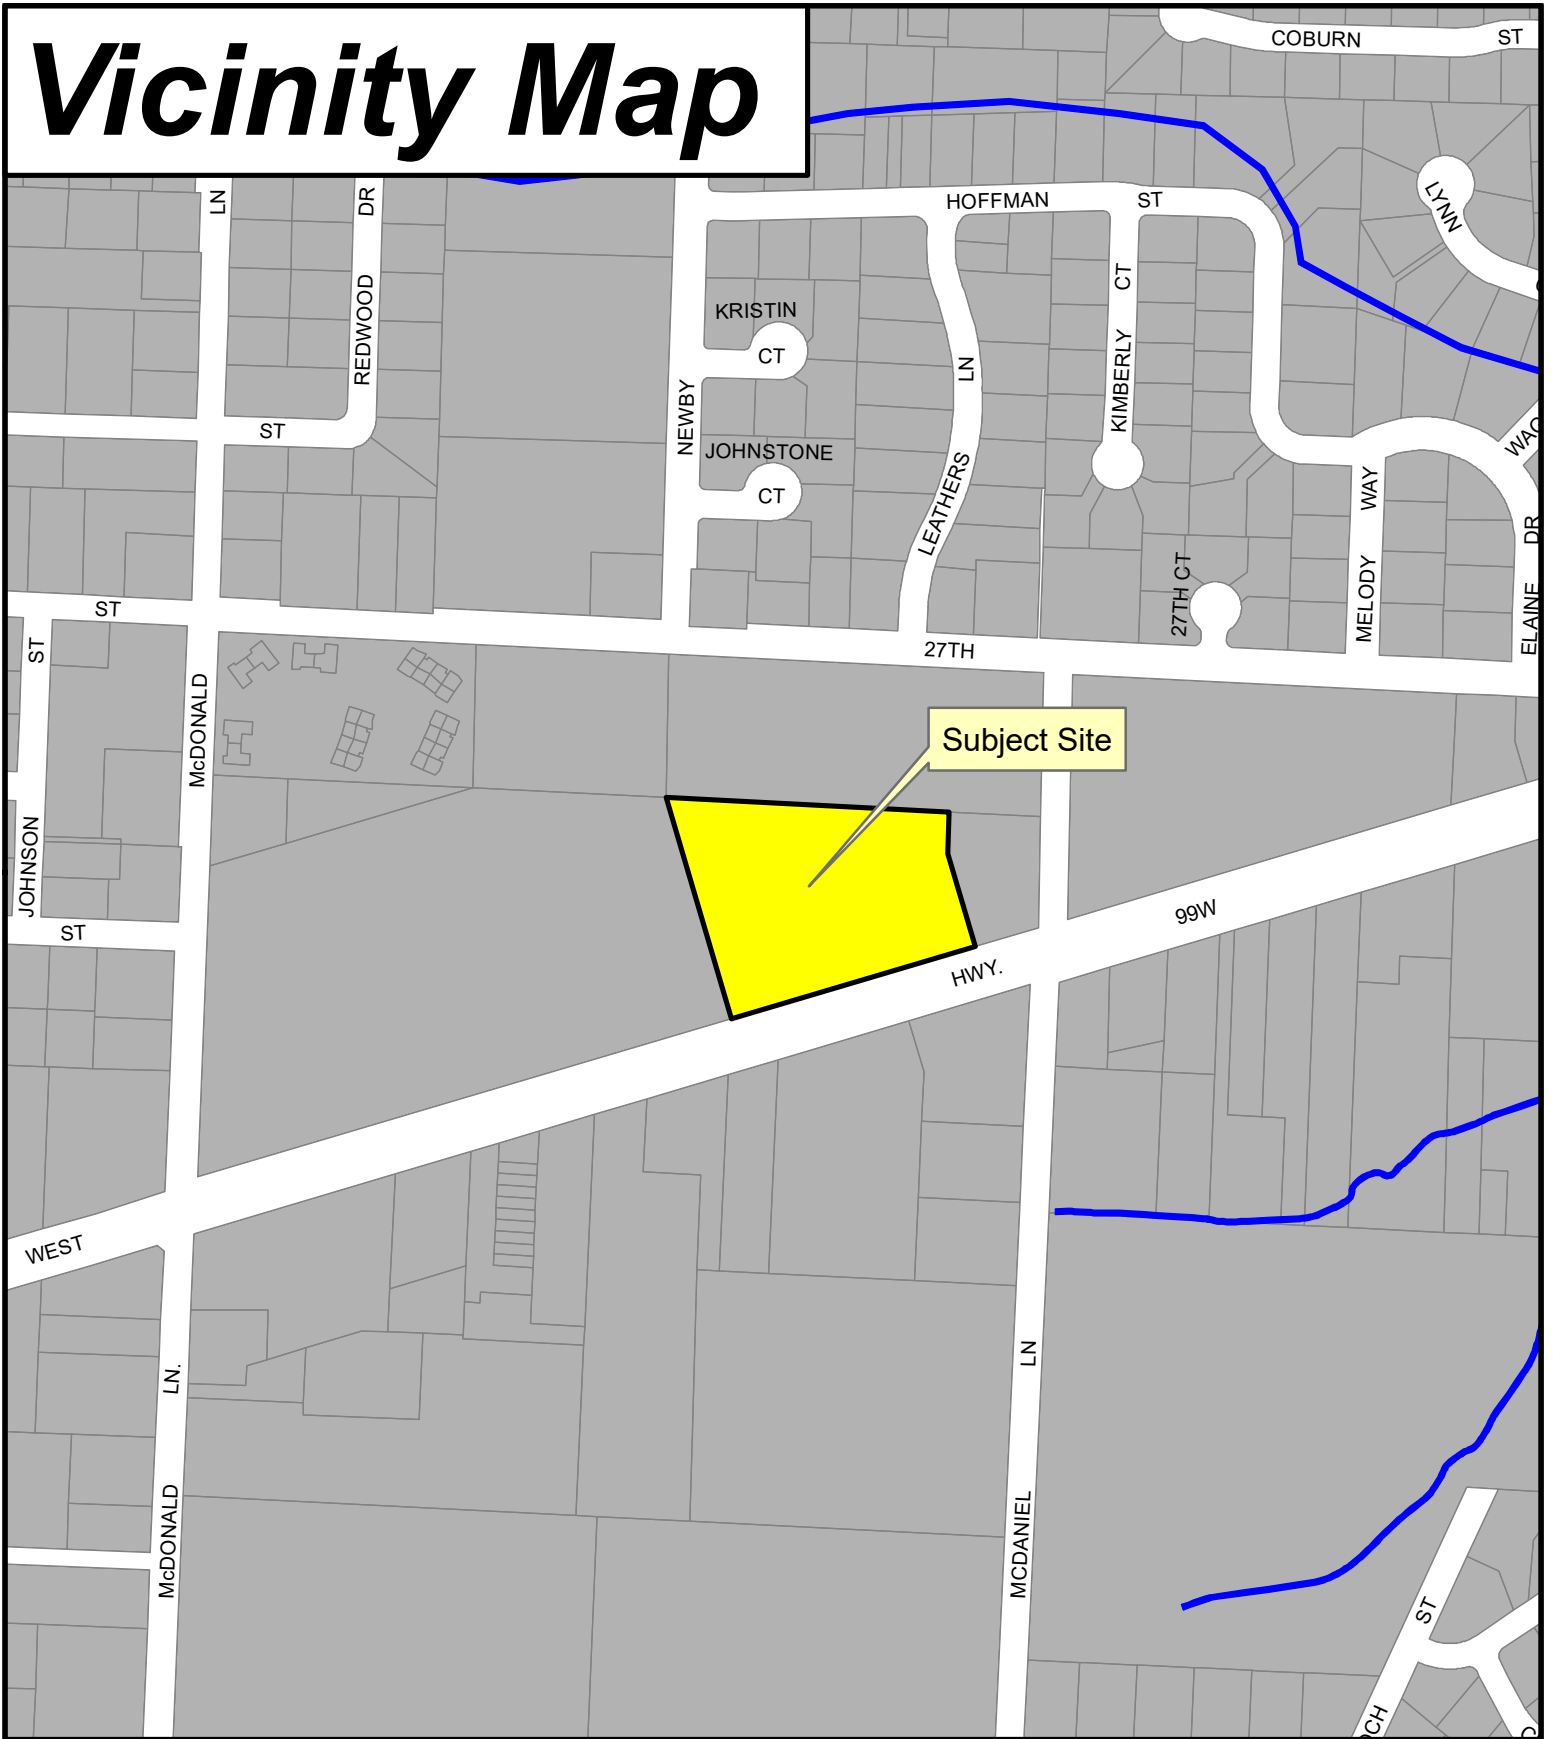 Vicinity Map
COBURN ST
LYNN
LN
DR
REDWOOD
HOFFMAN ST
KRISTIN
CT
NEWBY
JOHNSTONE
CT
LN
LEATHERS
CT
KIMBERLY
ST
WAY
MELODY
DR
ELAINE
27TH CT
ST
ST
27TH
McDONALD
JOHNSON
Subject Site
ST
99W
HWY.
WEST
LN.
McDONALD
LN
MCDANIEL
ST